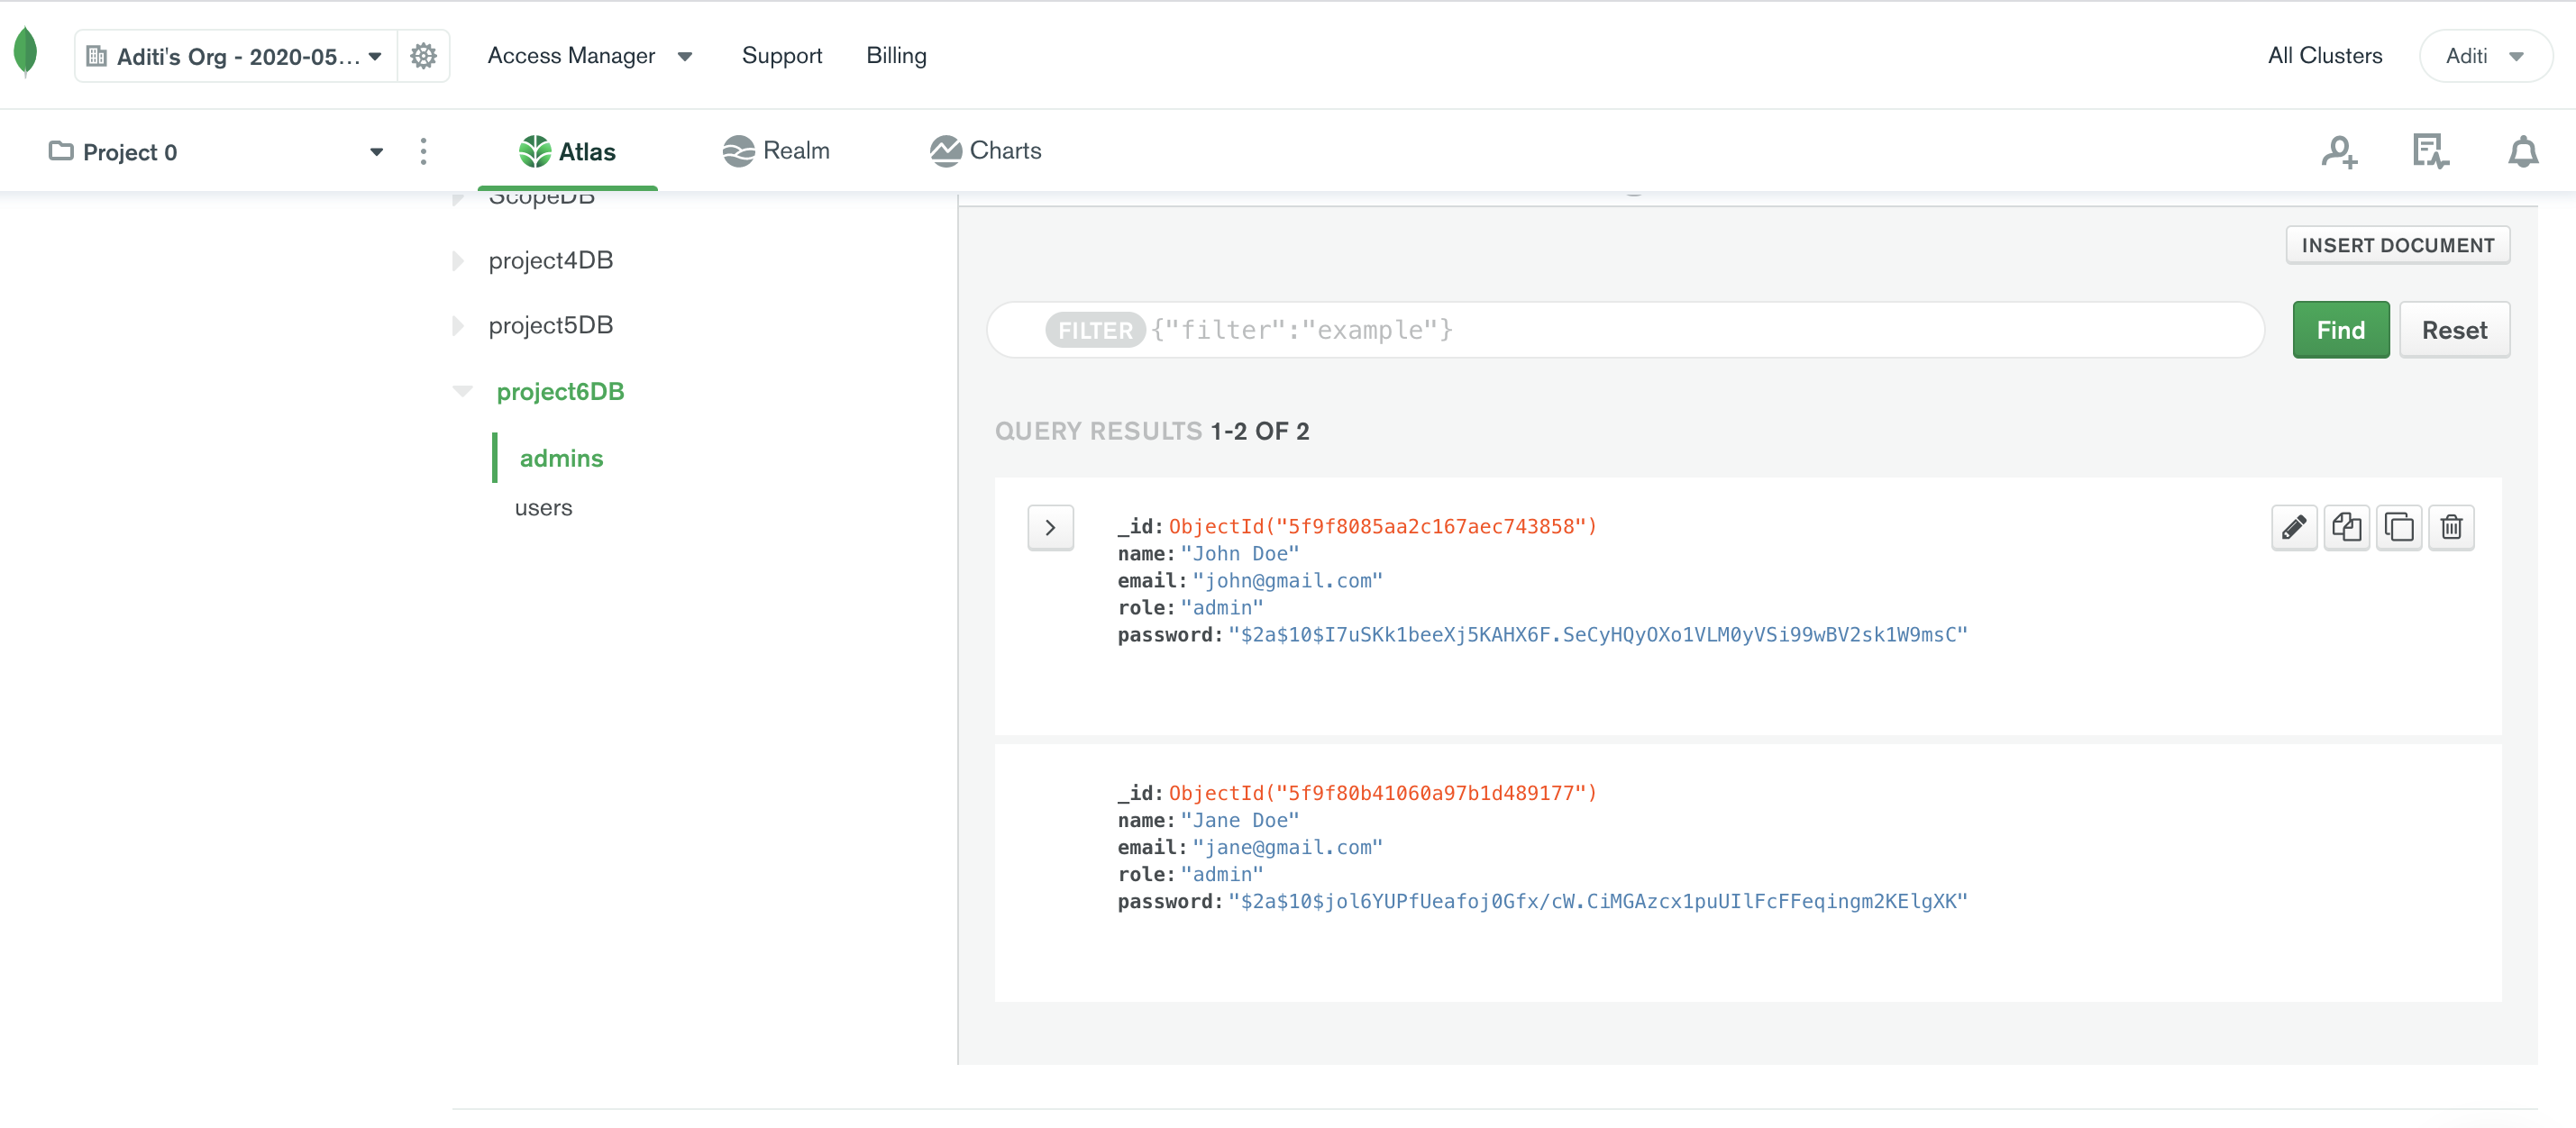 Aditi's Org - 2020-05... Access Manager Support Billing All Clusters Aditi
Project 0 Atlas Realm Charts
ScopeDB
project4DB
project5DB
project6DB
admins
users
INSERT DOCUMENT
FILTER {"filter":"example"} Find Reset
QUERY RESULTS 1-2 OF 2
_id: ObjectId("5f9f8085aa2c167aec743858")
name: "John Doe"
email: "john@gmail.com"
role: "admin"
password: "$2a$10$I7uSKk1beeXj5KAHX6F.SeCyHQyOXo1VLM0yVSi99wBV2sk1W9msC"
_id: ObjectId("5f9f80b41060a97b1d489177")
name: "Jane Doe"
email: "jane@gmail.com"
role: "admin"
password: "$2a$10$jol6YUPfUeafoj0Gfx/cW.CiMGAzcx1puUIlFcFFeqingm2KElgXK"